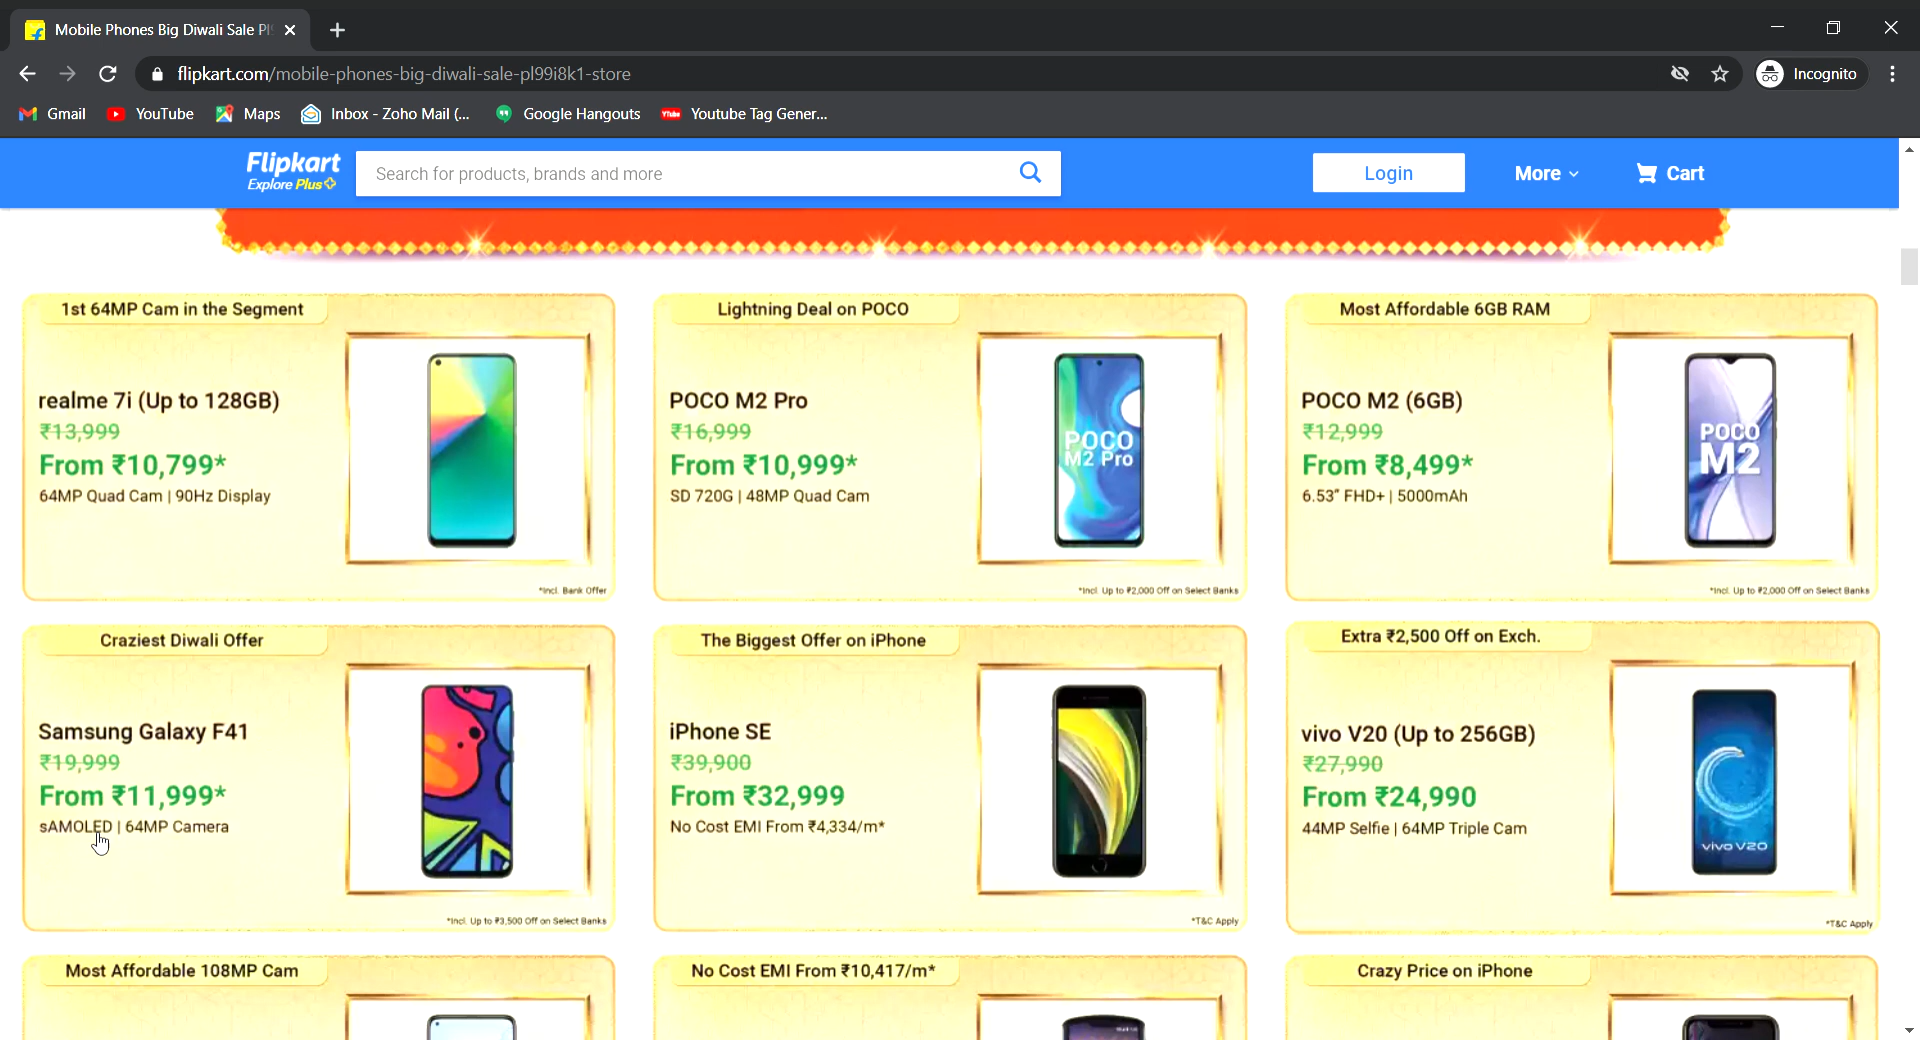 Mobile Phones Big Diwali Sale Pl
flipkart.com/mobile-phones-big-diwali-sale-pl99i8k1-store
Incognito
Gmail
YouTube
Maps
Inbox - Zoho Mail (...
Google Hangouts
Youtube Tag Gener...
Flipkart
Explore Plus
Search for products, brands and more
Login
More
Cart
1st 64MP Cam in the Segment
realme 7i (Up to 128GB)
₹13,999
From ₹10,799*
64MP Quad Cam | 90Hz Display
*Incl. Bank Offer
Lightning Deal on POCO
POCO M2 Pro
₹16,999
From ₹10,999*
SD 720G | 48MP Quad Cam
POCO
M2 Pro
*Incl. Up to ₹2,000 Off on Select Banks
Most Affordable 6GB RAM
POCO M2 (6GB)
₹12,999
From ₹8,499*
6.53” FHD+ | 5000mAh
POCO
M2
*Incl. Up to ₹2,000 Off on Select Banks
Craziest Diwali Offer
Samsung Galaxy F41
₹19,999
From ₹11,999*
sAMOLED | 64MP Camera
*Incl. Up to ₹3,500 Off on Select Banks
The Biggest Offer on iPhone
iPhone SE
₹39,900
From ₹32,999
No Cost EMI From ₹4,334/m*
*T&C Apply
Extra ₹2,500 Off on Exch.
vivo V20 (Up to 256GB)
₹27,990
From ₹24,990
44MP Selfie | 64MP Triple Cam
vivo V20
*T&C Apply
Most Affordable 108MP Cam
No Cost EMI From ₹10,417/m*
Crazy Price on iPhone